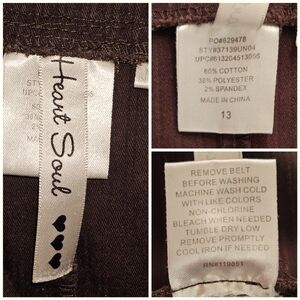 Heart Soul
STY
UPC
PO#629478
STY#37139UN04
UPC#613204513056
60% COTTON
38% POLYESTER
2% SPANDEX
MADE IN CHINA
13
REMOVE BELT
BEFORE WASHING
MACHINE WASH COLD
WITH LIKE COLORS
NON-CHLORINE
BLEACH WHEN NEEDED
TUMBLE DRY LOW
REMOVE PROMPTLY
COOL IRON IF NEEDED
RN#119851